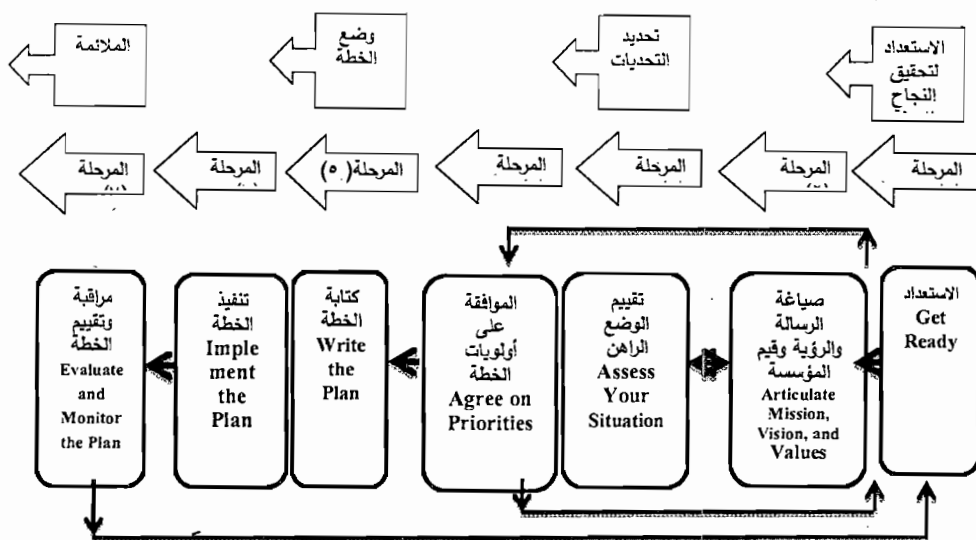 الاستعداد
لتحقيق
النجاح
تحديد
التحديات
وضع
الخطة
الملائمة
المرحلة
المرحلة
المرحلة
المرحلة
المرحلة (٥)
المرحلة
المرحلة
الاستعداد
Get
Ready
صياغة
الرسالة
والرؤية وقيم
المؤسسة
Articulate
Mission,
Vision, and
Values
تقييم
الوضع
الراهن
Assess
Your
Situation
الموافقة
على
أولويات
الخطة
Agree on
Priorities
كتابة
الخطة
Write
the
Plan
تنفيذ
الخطة
Imple
ment
the
Plan
مراقبة
وتقييم
الخطة
Evaluate
and
Monitor
the Plan